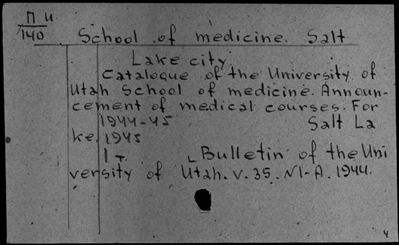 П И
140
School of medicine. Salt
Lake city
Catalogue of the University of
Utah School of medicine. Announ-
cement of medical courses. For
1944-45 Salt La
ke, 1945
1 т. [Bulletin of the Uni
versity of Utah. V. 35. N1-A. 1944.
4